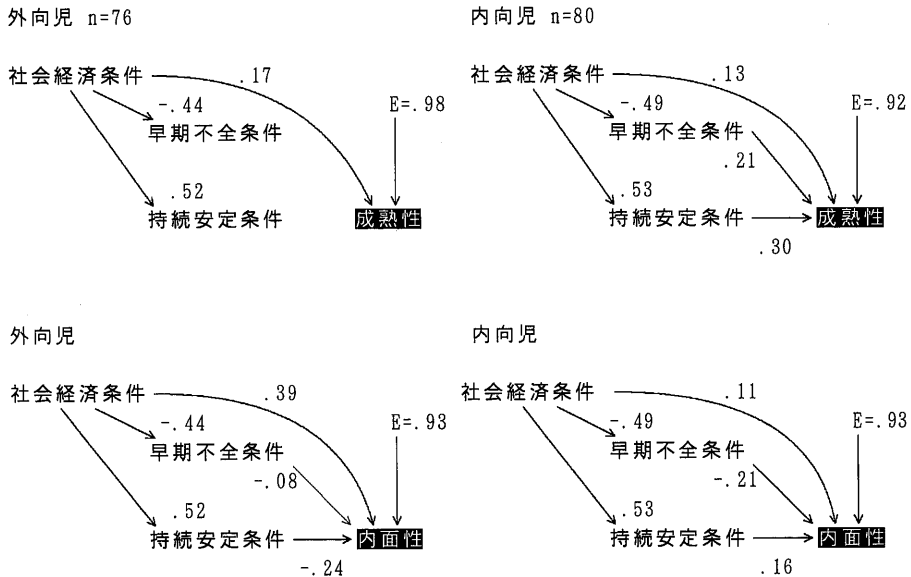 外向児 n=76
社会経済条件
.17
-.44
E=.98
早期不全条件
.52
持続安定条件
成熟性
内向児 n=80
社会経済条件
.13
-.49
E=.92
早期不全条件
.21
.53
持続安定条件
成熟性
.30
外向児
社会経済条件
.39
-.44
E=.93
早期不全条件
-.08
.52
持続安定条件
内面性
-.24
内向児
社会経済条件
.11
-.49
E=.93
早期不全条件
-.21
.53
持続安定条件
内面性
.16